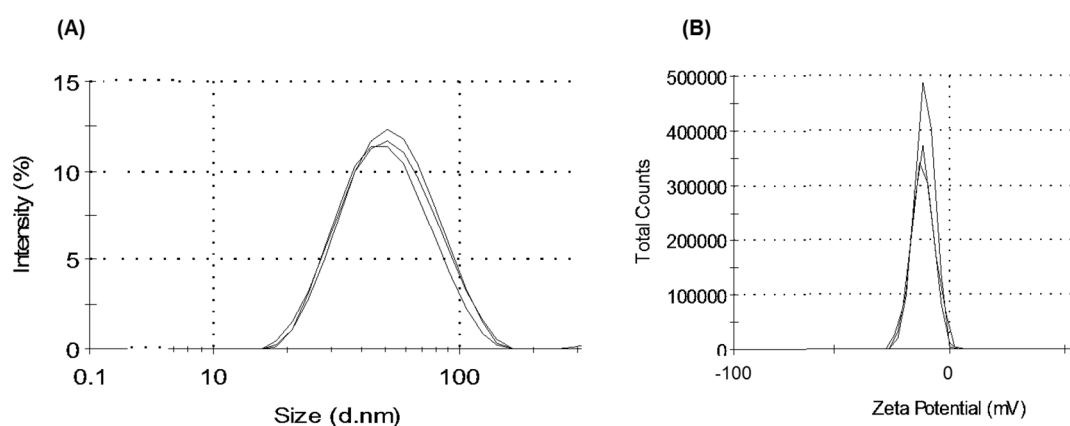 (A)
15
10
5
0
0.1
10
100
Intensity (%)
Size (d.nm)
(B)
500000
400000
300000
200000
100000
0
-100
0
Total Counts
Zeta Potential (mV)